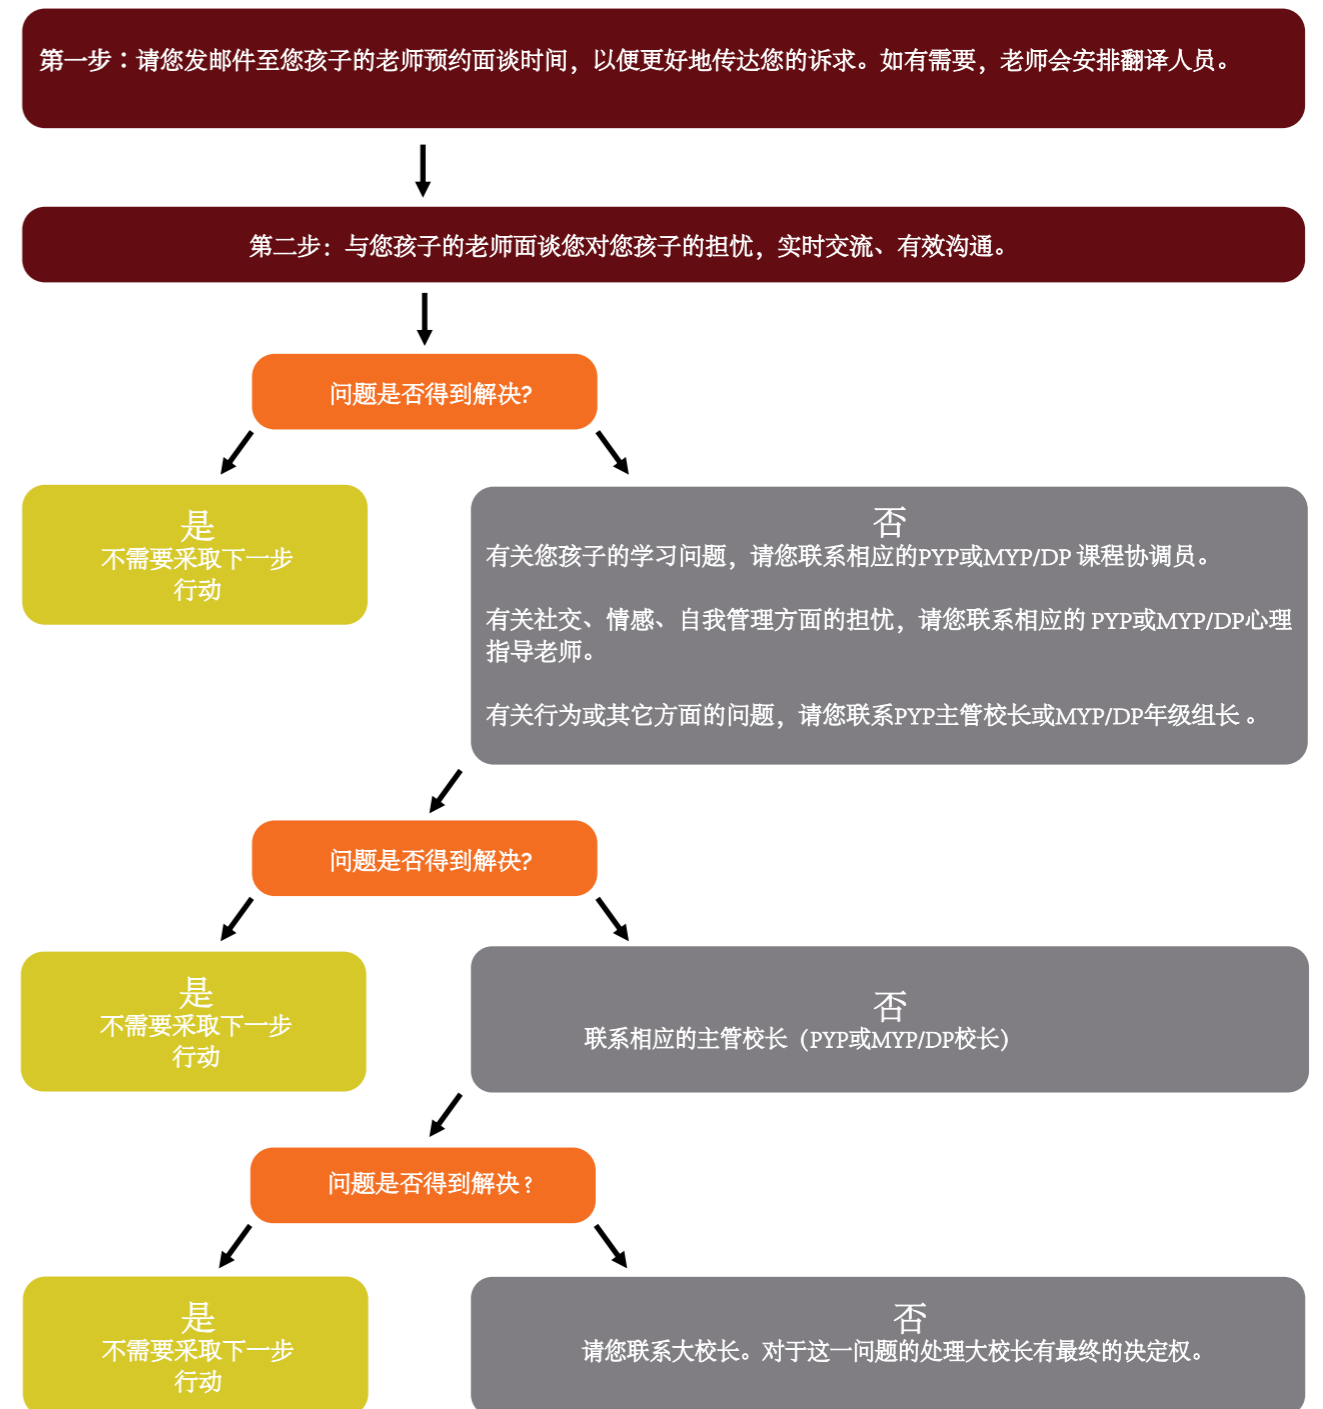 第一步：请您发邮件至您孩子的老师预约面谈时间，以便更好地传达您的诉求。如有需要，老师会安排翻译人员。
第二步：与您孩子的老师面谈您对您孩子的担忧，实时交流、有效沟通。
问题是否得到解决?
是
不需要采取下一步
行动
否
有关您孩子的学习问题，请您联系相应的PYP或MYP/DP 课程协调员。
有关社交、情感、自我管理方面的担忧，请您联系相应的 PYP或MYP/DP心理
指导老师。
有关行为或其它方面的问题，请您联系PYP主管校长或MYP/DP年级组长 。
问题是否得到解决?
是
不需要采取下一步
行动
否
联系相应的主管校长（PYP或MYP/DP校长）
问题是否得到解决 ?
是
不需要采取下一步
行动
否
请您联系大校长。对于这一问题的处理大校长有最终的决定权。